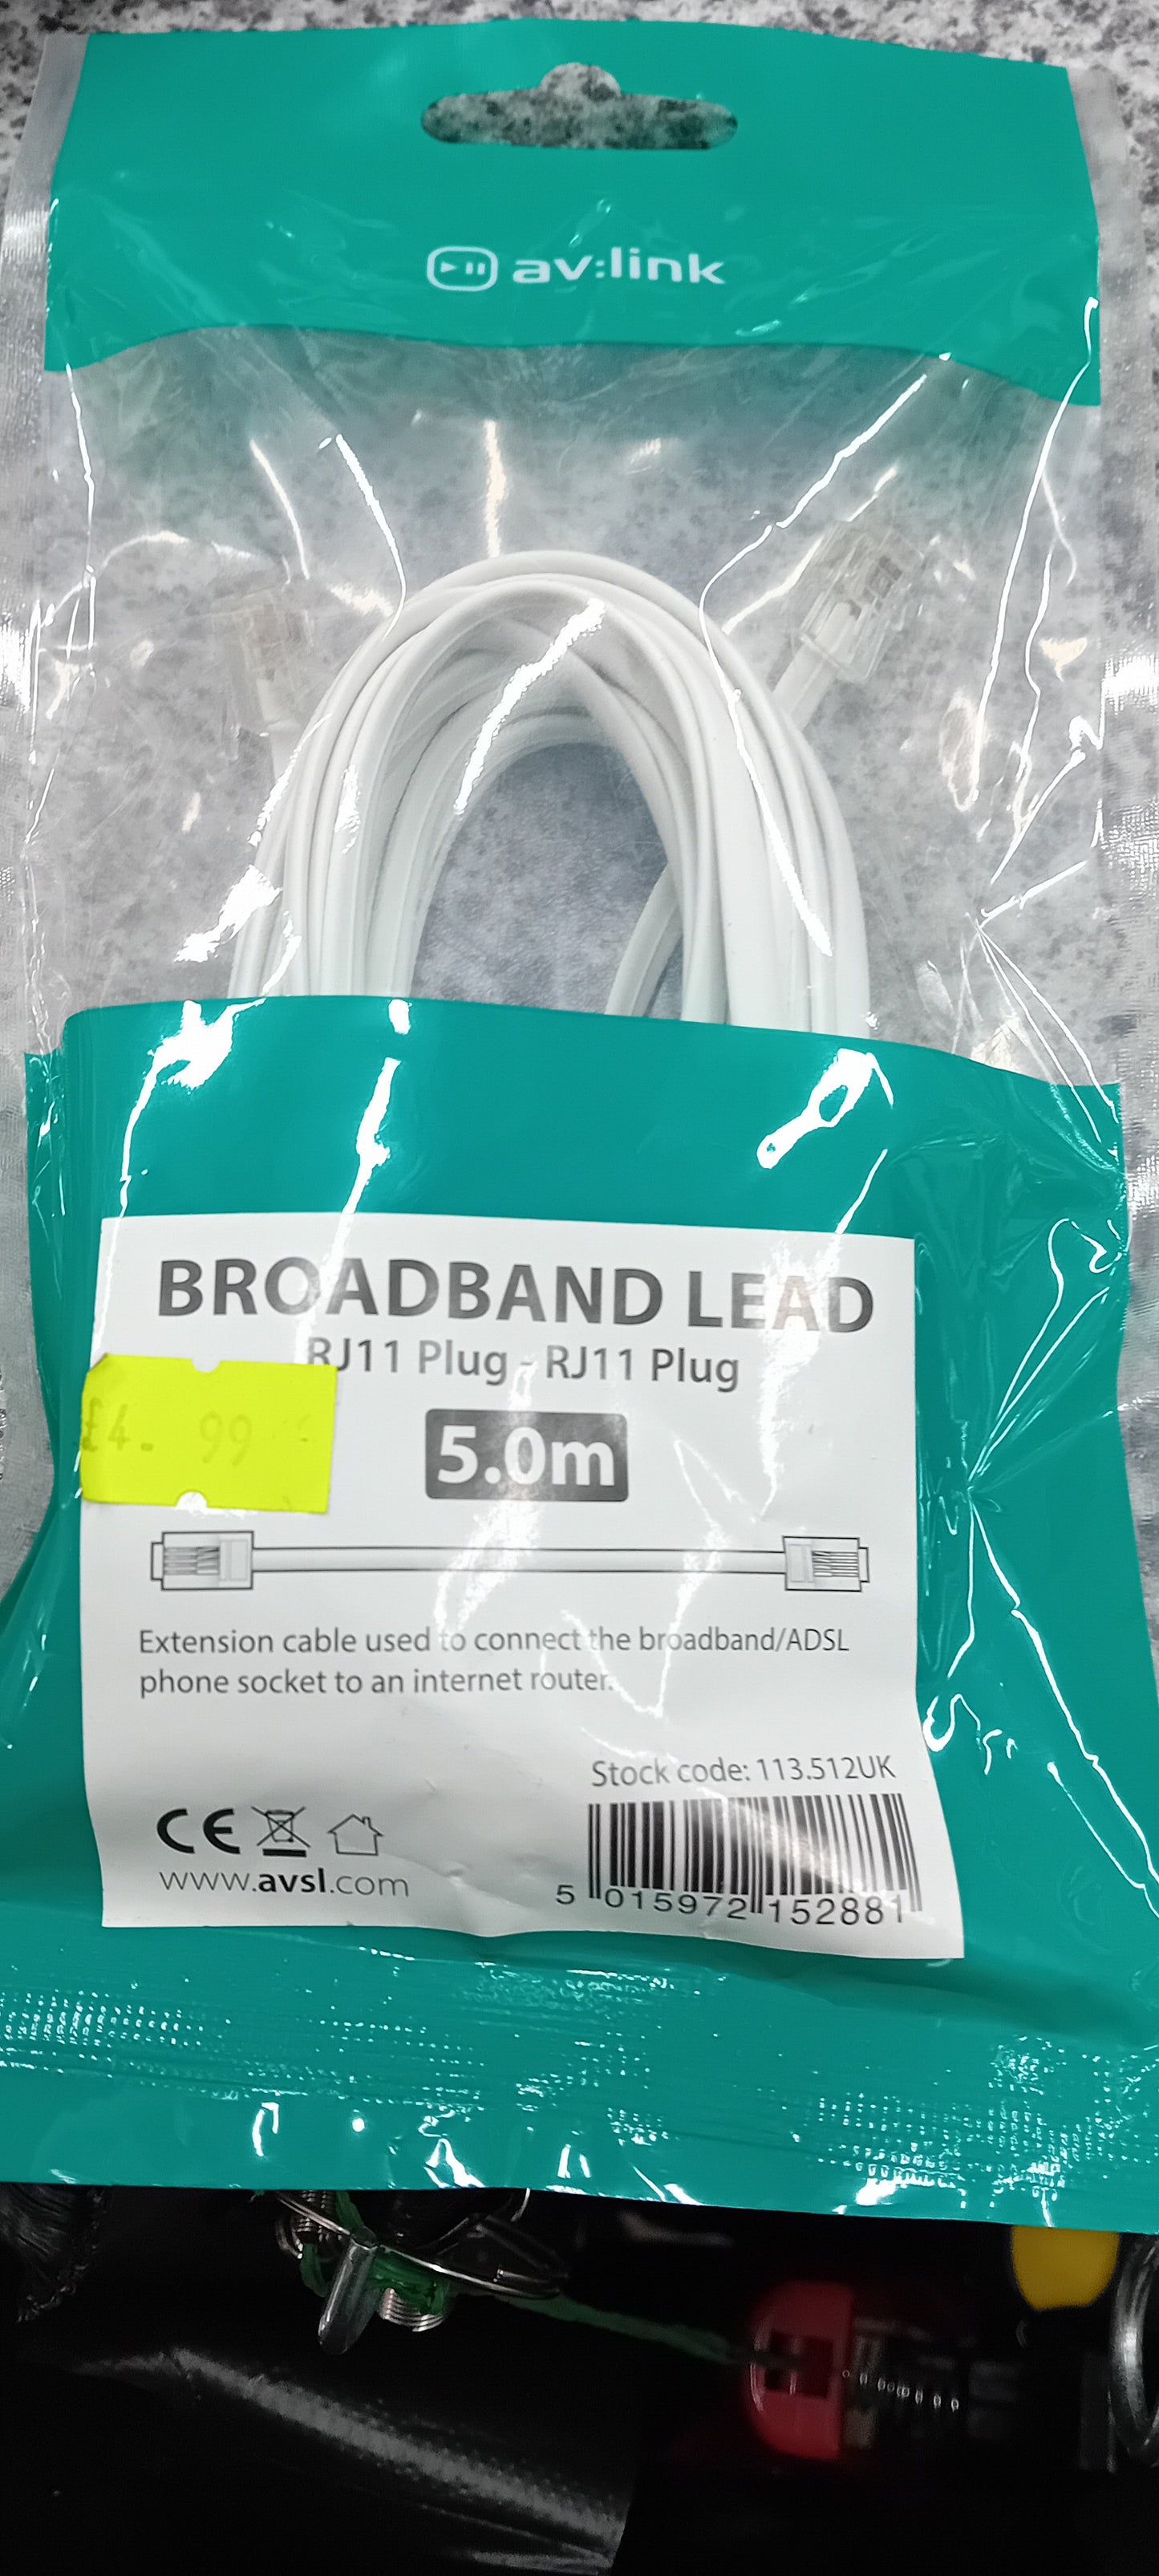 av:link
BROADBAND LEAD
RJ11 Plug - RJ11 Plug
£4. 99
5.0m
Extension cable used to connect the broadband/ADSL
phone socket to an internet router.
Stock code: 113.512UK
CE
www.avsl.com
5 015972 152881